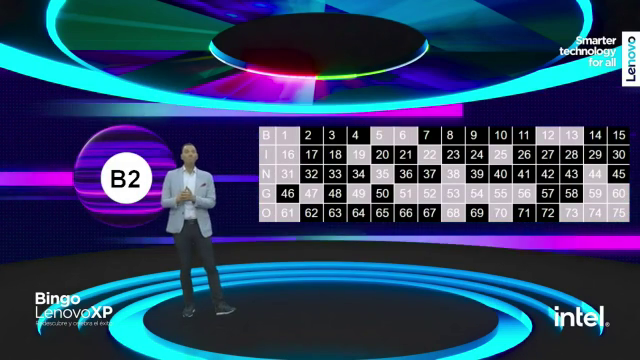 Smarter
technology
for all
Lenovo
B 1 2 3 4 5 6 7 8 9 10 11 12 13 14 15
I 16 17 18 19 20 21 22 23 24 25 26 27 28 29 30
N 31 32 33 34 35 36 37 38 39 40 41 42 43 44 45
G 46 47 48 49 50 51 52 53 54 55 56 57 58 59 60
O 61 62 63 64 65 66 67 68 69 70 71 72 73 74 75
B2
Bingo
LenovoXP
Redescubre y celebra el éxito
intel.